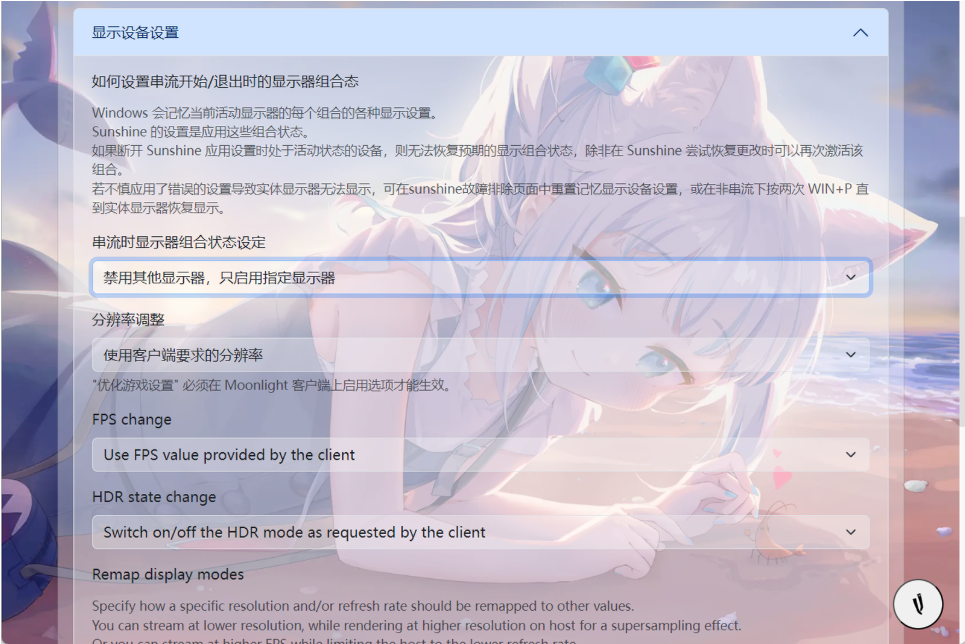 显示设备设置
如何设置串流开始/退出时的显示器组合态
Windows 会记忆当前活动显示器的每个组合的各种显示设置。
Sunshine 的设置是应用这些组合状态。
如果断开 Sunshine 应用设置时处于活动状态的设备，则无法恢复预期的显示组合状态，除非在 Sunshine 尝试恢复更改时可以再次激活该
组合。
若不慎应用了错误的设置导致实体显示器无法显示，可在sunshine故障排除页面中重置记忆显示设备设置，或在非串流下按两次 WIN+P 直
到实体显示器恢复显示。
串流时显示器组合状态设定
禁用其他显示器，只启用指定显示器
分辨率调整
使用客户端要求的分辨率
"优化游戏设置" 必须在 Moonlight 客户端上启用选项才能生效。
FPS change
Use FPS value provided by the client
HDR state change
Switch on/off the HDR mode as requested by the client
Remap display modes
Specify how a specific resolution and/or refresh rate should be remapped to other values.
You can stream at lower resolution, while rendering at higher resolution on host for a supersampling effect.
Or you can stream at higher FPS while limiting the host to the lower refresh rate.